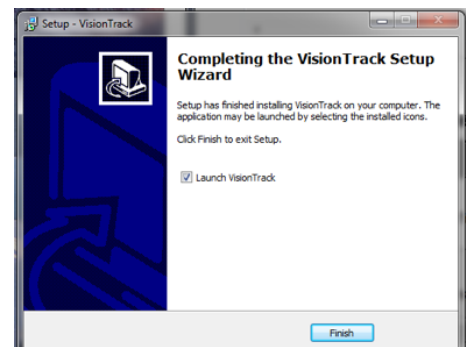 Setup - VisionTrack
Completing the VisionTrack Setup
Wizard
Setup has finished installing VisionTrack on your computer. The
application may be launched by selecting the installed icons.
Click Finish to exit Setup.
Launch VisionTrack
Finish